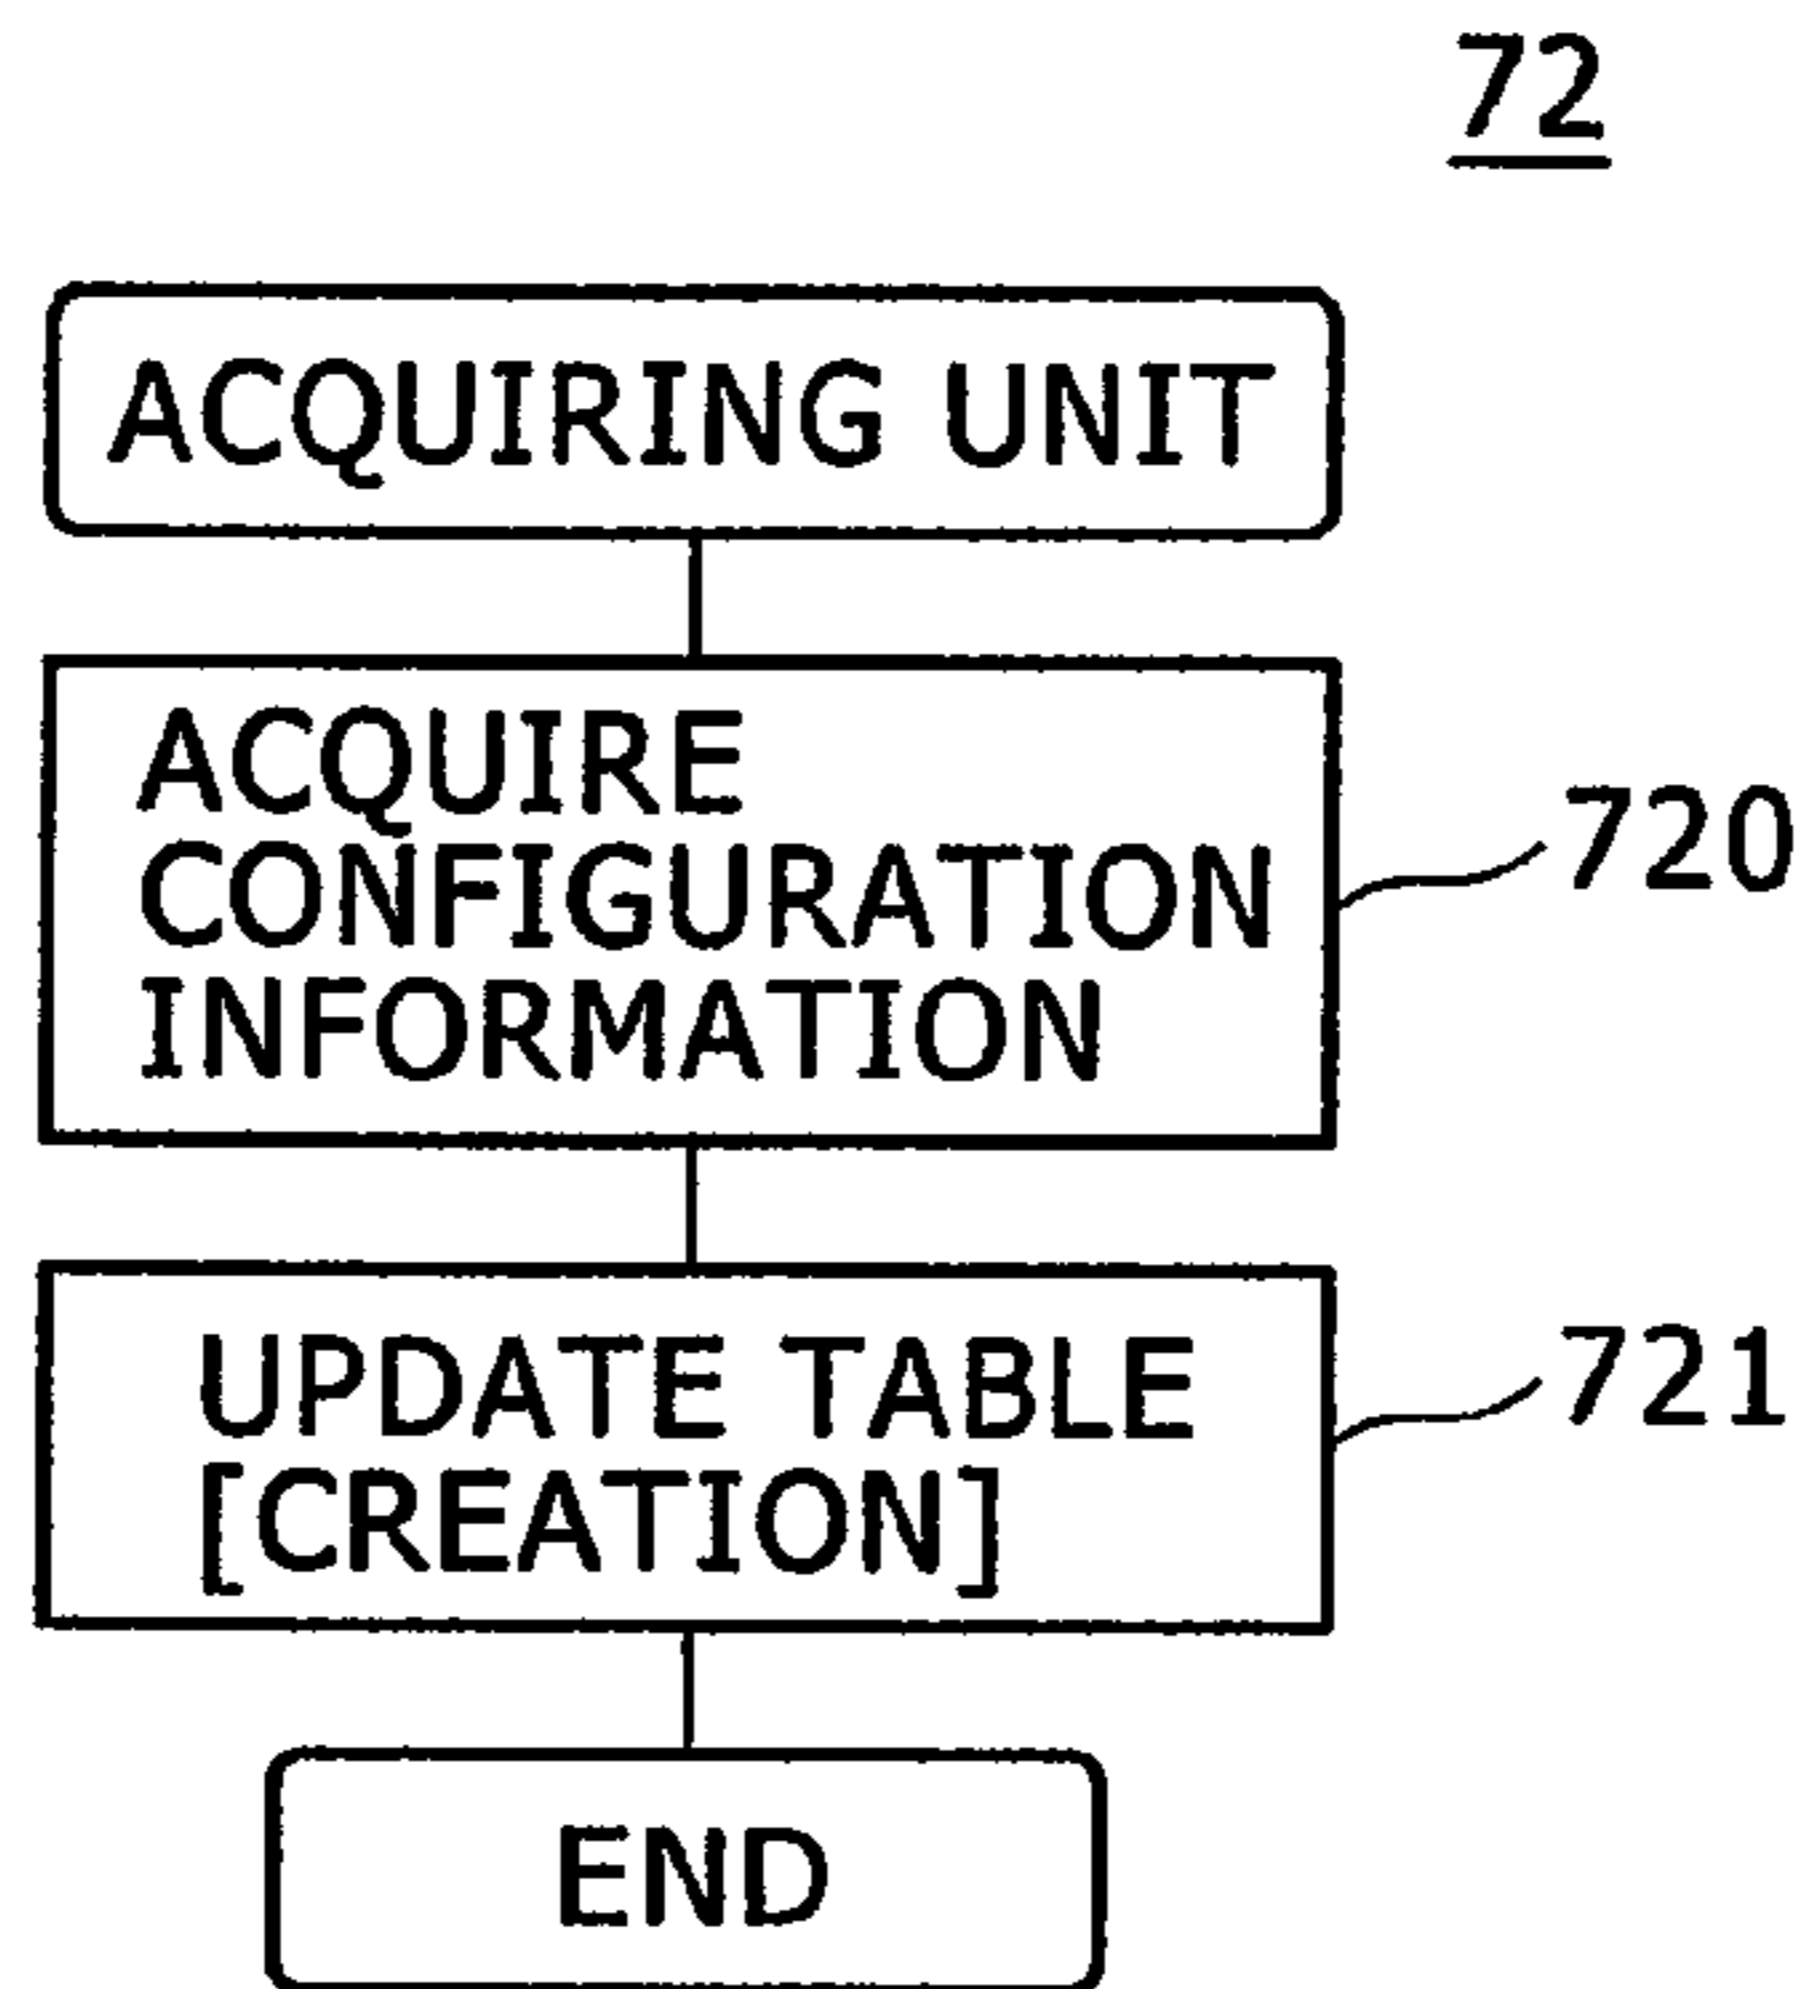 72
ACQUIRING UNIT
ACQUIRE
CONFIGURATION
INFORMATION
720
UPDATE TABLE
[CREATION]
721
END